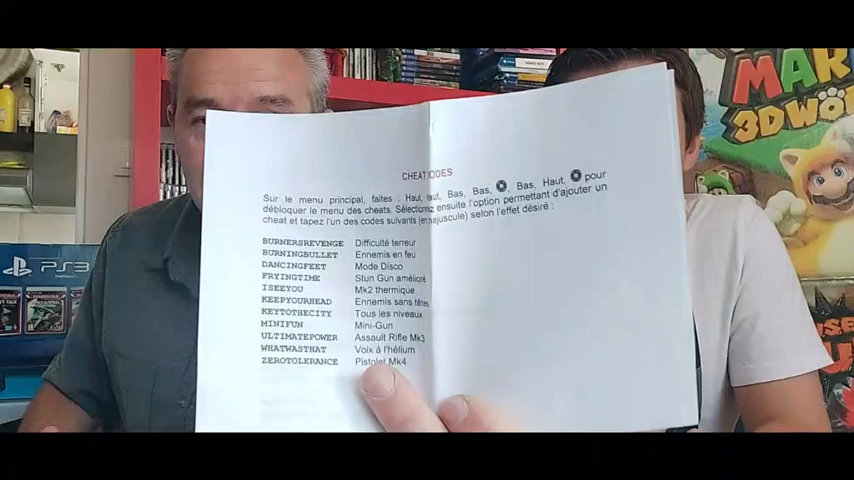 CHEAT CODES
Sur le menu principal, faites : Haut, Haut, Bas, Bas, , Bas, Haut, pour
débloquer le menu des cheats. Sélectionnez ensuite l'option permettant d'ajouter un
cheat et tapez l'un des codes suivants (en majuscule) selon l'effet désiré :
BURNERSREVENGE Difficulté terreur
BURNINGBULLET Ennemis en feu
DANCINGFEET Mode Disco
FRYINGTIME Stun Gun amélioré
ISEEYOU Mk2 thermique
KEEPYOURHEAD Ennemis sans têtes
KEYTOTHECITY Tous les niveaux
MINIFUN Mini-Gun
ULTIMATEPOWER Assault Rifle Mk3
WHATWASTHAT Voix à l'hélium
ZEROTOLERANCE Pistolet Mk4
PS3
MAR
3D WORL